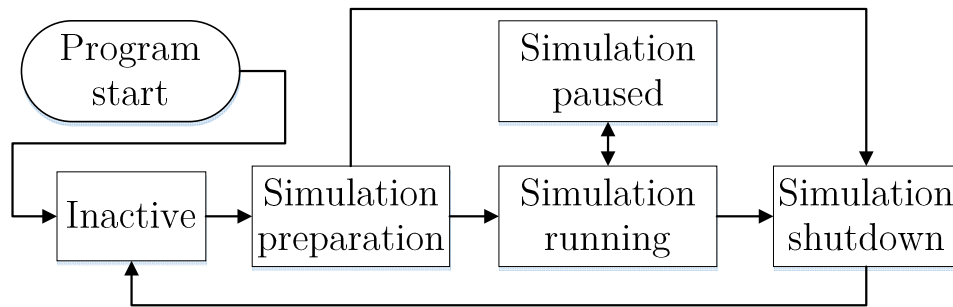 Program
start
Simulation
paused
Inactive
Simulation
preparation
Simulation
running
Simulation
shutdown